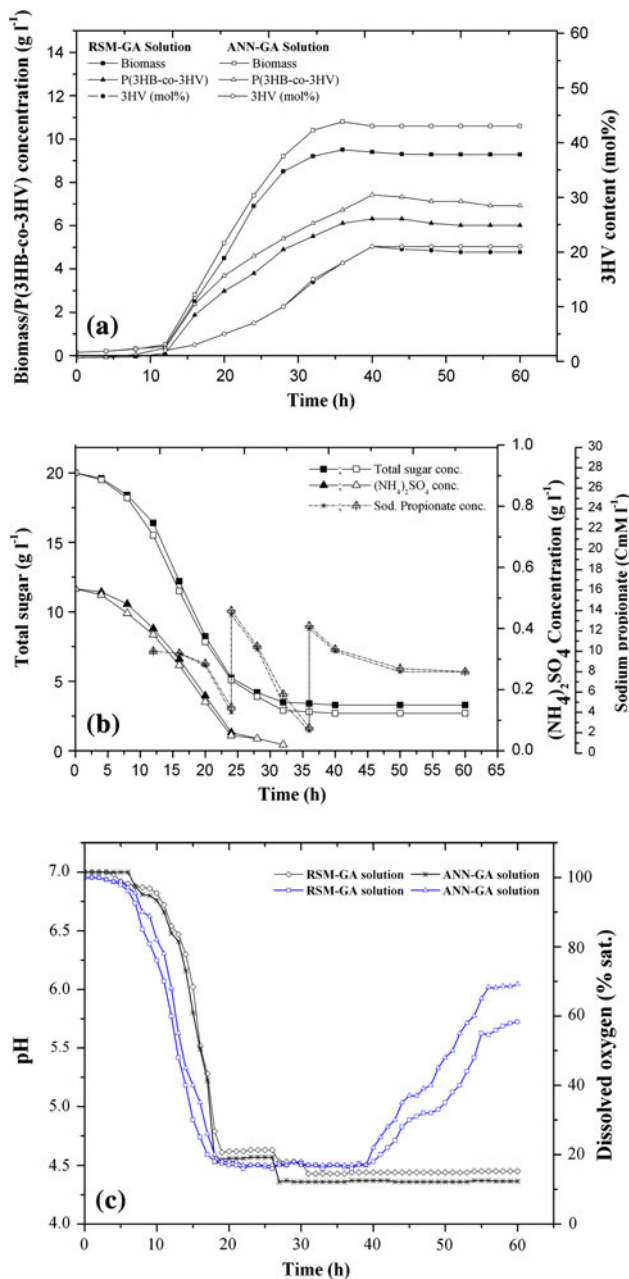 RSM-GA Solution ANN-GA Solution
Biomass Biomass
P(3HB-co-3HV) P(3HB-co-3HV)
3HV (mol%) 3HV (mol%)
Biomass/P(3HB-co-3HV) concentration (g l-1)
14
12
10
8
6
4
2
0
3HV content (mol%)
60
50
40
30
20
10
0
(a)
0 10 20 30 40 50 60
Time (h)
Total sugar conc.
(NH4)2SO4 conc.
Sod. Propionate conc.
Total sugar (g l-1)
20
15
10
5
0
(NH4)2SO4 Concentration (g l-1)
1.0
0.8
0.6
0.4
0.2
0.0
Sodium propionate (CmM l-1)
30
28
26
24
22
20
18
16
14
12
10
8
6
4
2
0
(b)
0 5 10 15 20 25 30 35 40 45 50 55 60 65
Time (h)
RSM-GA solution ANN-GA solution
RSM-GA solution ANN-GA solution
pH
7.0
6.5
6.0
5.5
5.0
4.5
4.0
Dissolved oxygen (% sat.)
100
80
60
40
20
0
(c)
0 10 20 30 40 50 60
Time (h)